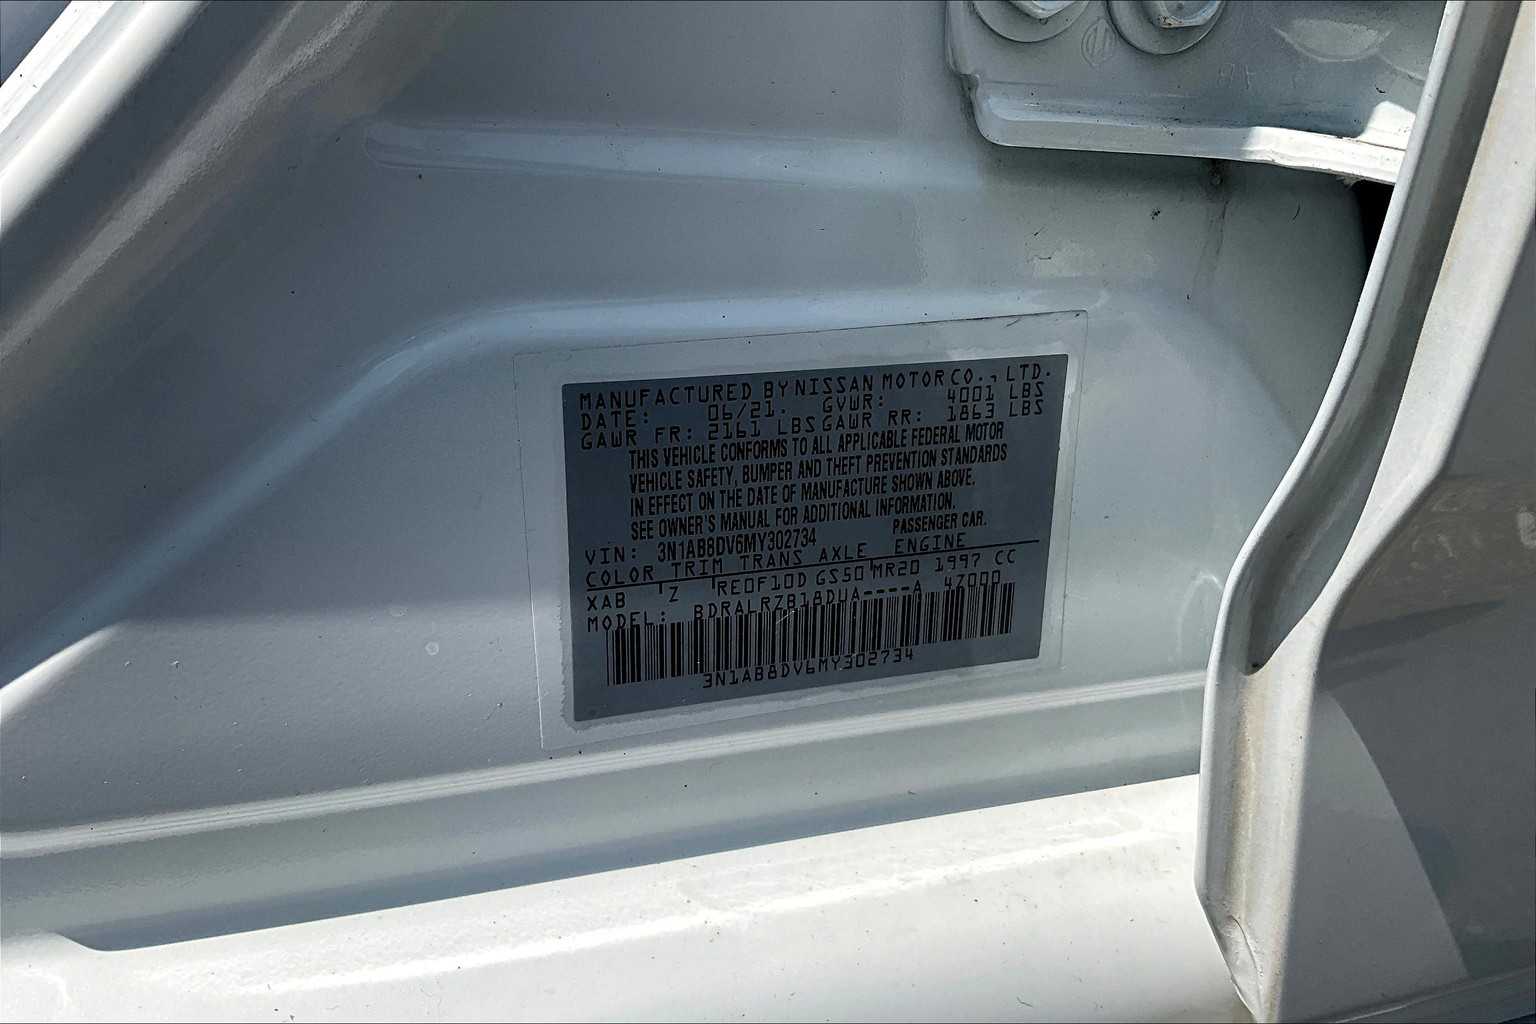 MANUFACTURED BY NISSAN MOTOR CO., LTD.
DATE: 06/21. GVWR: 4001 LBS
GAWR FR: 2161 LBS GAWR RR: 1863 LBS
THIS VEHICLE CONFORMS TO ALL APPLICABLE FEDERAL MOTOR
VEHICLE SAFETY, BUMPER AND THEFT PREVENTION STANDARDS
IN EFFECT ON THE DATE OF MANUFACTURE SHOWN ABOVE.
SEE OWNER'S MANUAL FOR ADDITIONAL INFORMATION.
PASSENGER CAR.
VIN: 3N1AB8DV6MY302734
COLOR TRIM TRANS AXLE ENGINE
XAB Z RE0F10D GS50 MR20 1997 CC
MODEL: BDRALRZB18DUA----A 4Z000
3N1AB8DV6MY302734